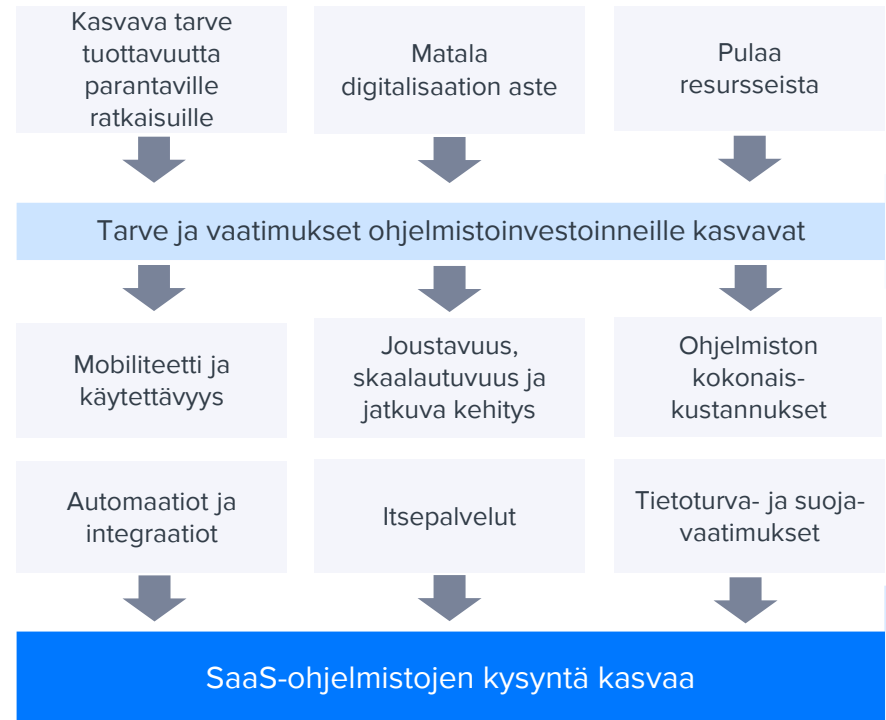 Kasvava tarve
tuottavuutta
parantaville
ratkaisuille
Matala
digitalisaation aste
Pulaa
resursseista
Tarve ja vaatimukset ohjelmistoinvestoinneille kasvavat
Mobiliteetti ja
käytettävyys
Joustavuus,
skaalautuvuus ja
jatkuva kehitys
Ohjelmiston
kokonais-
kustannukset
Automaatiot ja
integraatiot
Itsepalvelut
Tietoturva- ja suoja-
vaatimukset
SaaS-ohjelmistojen kysyntä kasvaa